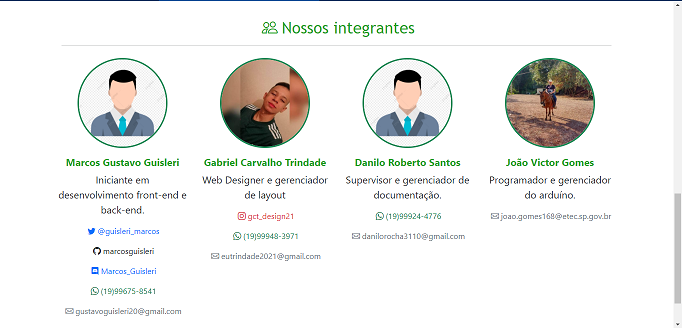 Nossos integrantes
Marcos Gustavo Guisleri
Iniciante em
desenvolvimento front-end e
back-end.
@guisleri_marcos
marcosguisleri
Marcos_Guisleri
(19)99675-8541
gustavoguisleri20@gmail.com
Gabriel Carvalho Trindade
Web Designer e gerenciador
de layout
gct_design21
(19)99948-3971
eutrindade2021@gmail.com
Danilo Roberto Santos
Supervisor e gerenciador de
documentação.
(19)99924-4776
danilorocha3110@gmail.com
João Victor Gomes
Programador e gerenciador
do arduíno.
joao.gomes168@etec.sp.gov.br